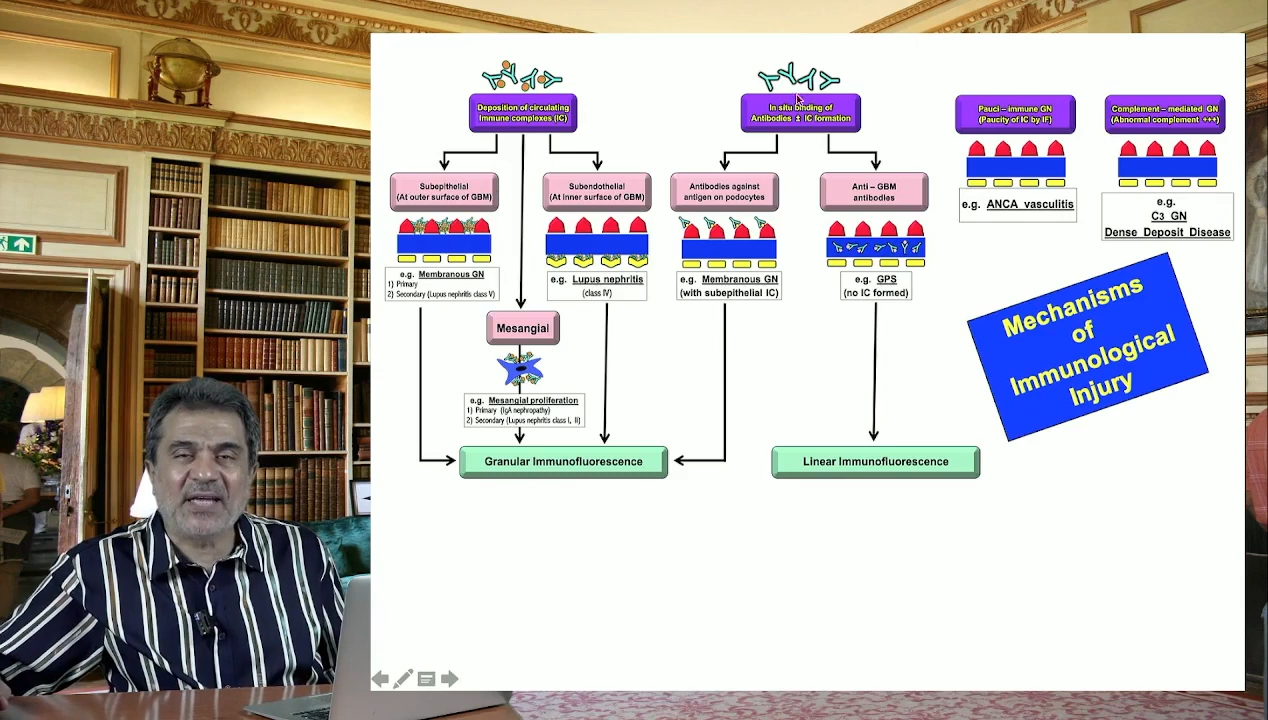 Deposition of circulating
Immune complexes (IC)
In situ binding of
Antibodies ± IC formation
Pauci – immune GN
(Paucity of IC by IF)
Complement – mediated GN
(Abnormal complement +++)
Subepithelial
(At outer surface of GBM)
Subendothelial
(At inner surface of GBM)
Antibodies against
antigen on podocytes
Anti – GBM
antibodies
e.g. ANCA vasculitis
e.g.
C3 GN
Dense Deposit Disease
e.g. Membranous GN
1) Primary
2) Secondary (Lupus nephritis class V)
e.g. Lupus nephritis
(class IV)
e.g. Membranous GN
(with subepithelial IC)
e.g. GPS
(no IC formed)
Mechanisms
of
Immunological
Injury
Mesangial
e.g. Mesangial proliferation
1) Primary (IgA nephropathy)
2) Secondary (Lupus nephritis class I, II)
Granular Immunofluorescence
Linear Immunofluorescence